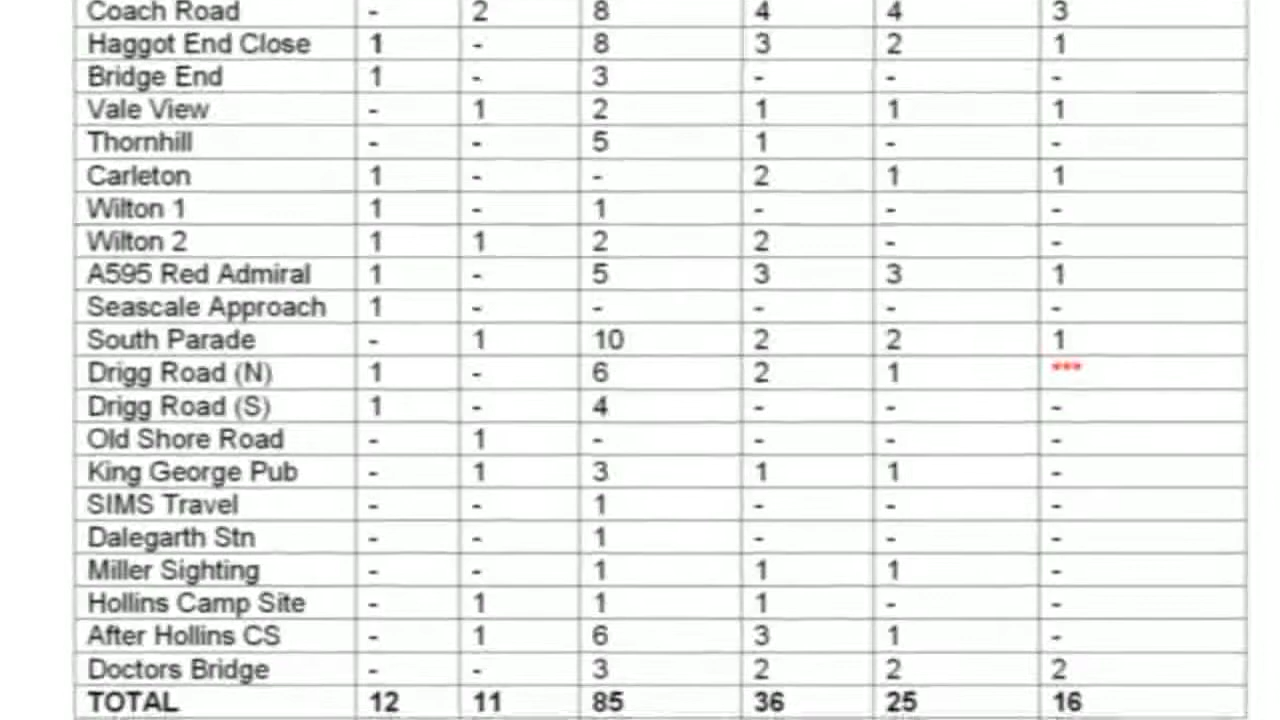 Coach Road - 2 8 4 4 3
Haggot End Close 1 - 8 3 2 1
Bridge End 1 - 3 - - -
Vale View - 1 2 1 1 1
Thornhill - - 5 1 - -
Carleton 1 - - 2 1 1
Wilton 1 1 - 1 - - -
Wilton 2 1 1 2 2 - -
A595 Red Admiral 1 - 5 3 3 1
Seascale Approach 1 - - - - -
South Parade - 1 10 2 2 1
Drigg Road (N) 1 - 6 2 1 ***
Drigg Road (S) 1 - 4 - - -
Old Shore Road - 1 - - - -
King George Pub - 1 3 1 1 -
SIMS Travel - - 1 - - -
Dalegarth Stn - - 1 - - -
Miller Sighting - - 1 1 1 -
Hollins Camp Site - 1 1 1 - -
After Hollins CS - 1 6 3 1 -
Doctors Bridge - - 3 2 2 2
TOTAL 12 11 85 36 25 16